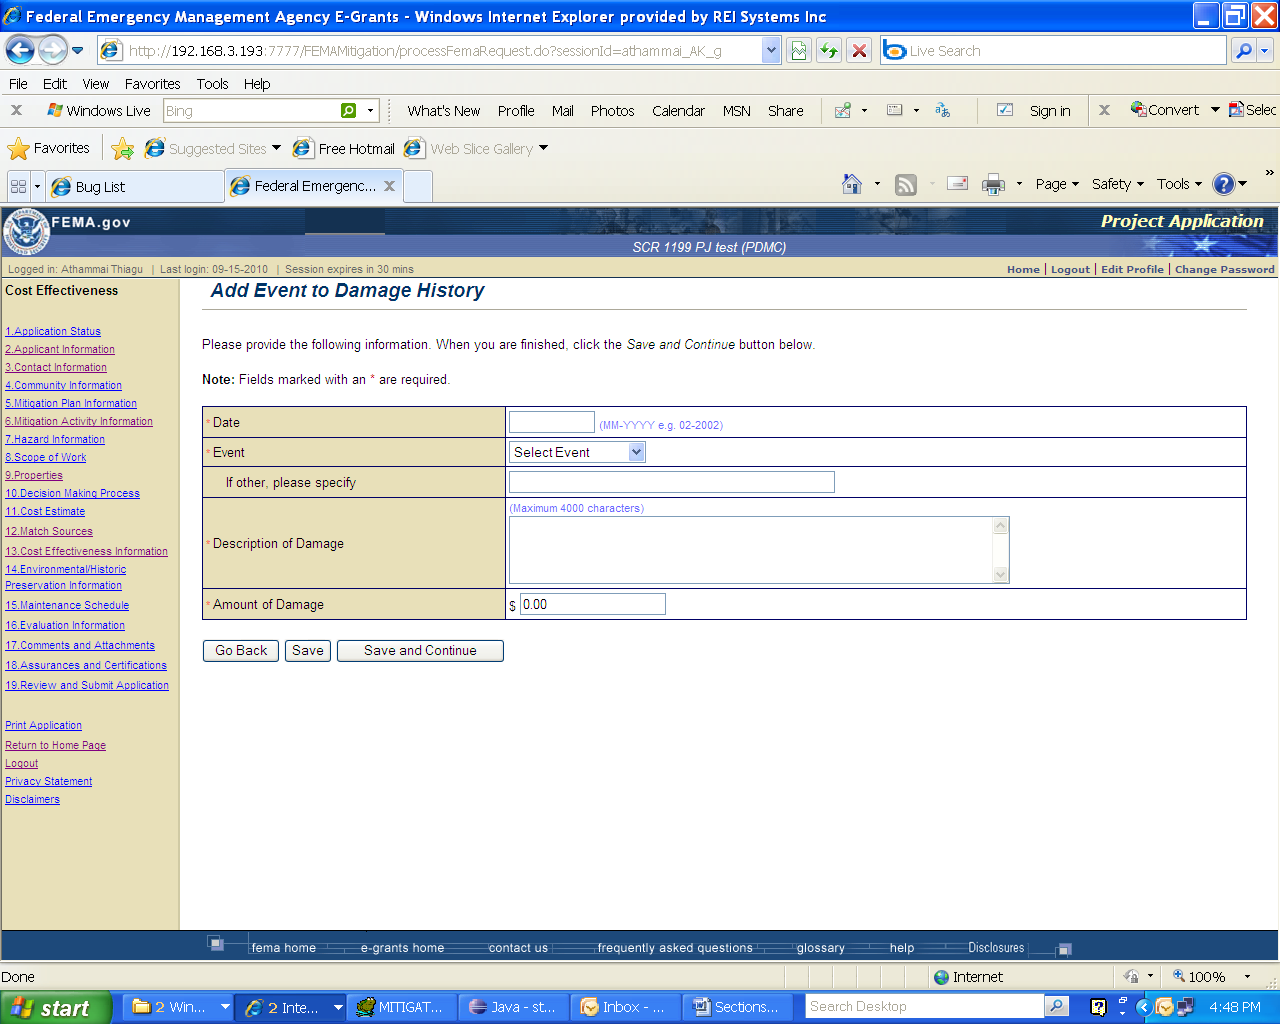 Federal Emergency Management Agency E-Grants - Windows Internet Explorer provided by REI Systems Inc
http://192.168.3.193:7777/FEMAMitigation/processFemaRequest.do?sessionId=athammai_AK_g
Live Search
File Edit View Favorites Tools Help
Windows Live Bing What's New Profile Mail Photos Calendar MSN Share Sign in Convert Selec
Favorites Suggested Sites Free Hotmail Web Slice Gallery
Bug List Federal Emergenc... Page Safety Tools
FEMA.gov Project Application
SCR 1199 PJ test (PDMC)
Logged in: Athammai Thiagu | Last login: 09-15-2010 | Session expires in 30 mins Home | Logout | Edit Profile | Change Password
Cost Effectiveness
1.Application Status
2.Applicant Information
3.Contact Information
4.Community Information
5.Mitigation Plan Information
6.Mitigation Activity Information
7.Hazard Information
8.Scope of Work
9.Properties
10.Decision Making Process
11.Cost Estimate
12.Match Sources
13.Cost Effectiveness Information
14.Environmental/Historic
Preservation Information
15.Maintenance Schedule
16.Evaluation Information
17.Comments and Attachments
18.Assurances and Certifications
19.Review and Submit Application
Print Application
Return to Home Page
Logout
Privacy Statement
Disclaimers
Add Event to Damage History
Please provide the following information. When you are finished, click the Save and Continue button below.
Note: Fields marked with an * are required.
* Date (MM-YYYY e.g. 02-2002)
* Event Select Event
If other, please specify
(Maximum 4000 characters)
* Description of Damage
* Amount of Damage $ 0.00
Go Back Save Save and Continue
fema home e-grants home contact us frequently asked questions glossary help Disclosures
Done Internet 100%
start 2 Win... 2 Inte... MITIGAT... Java - st... Inbox - ... Sections... Search Desktop 4:48 PM